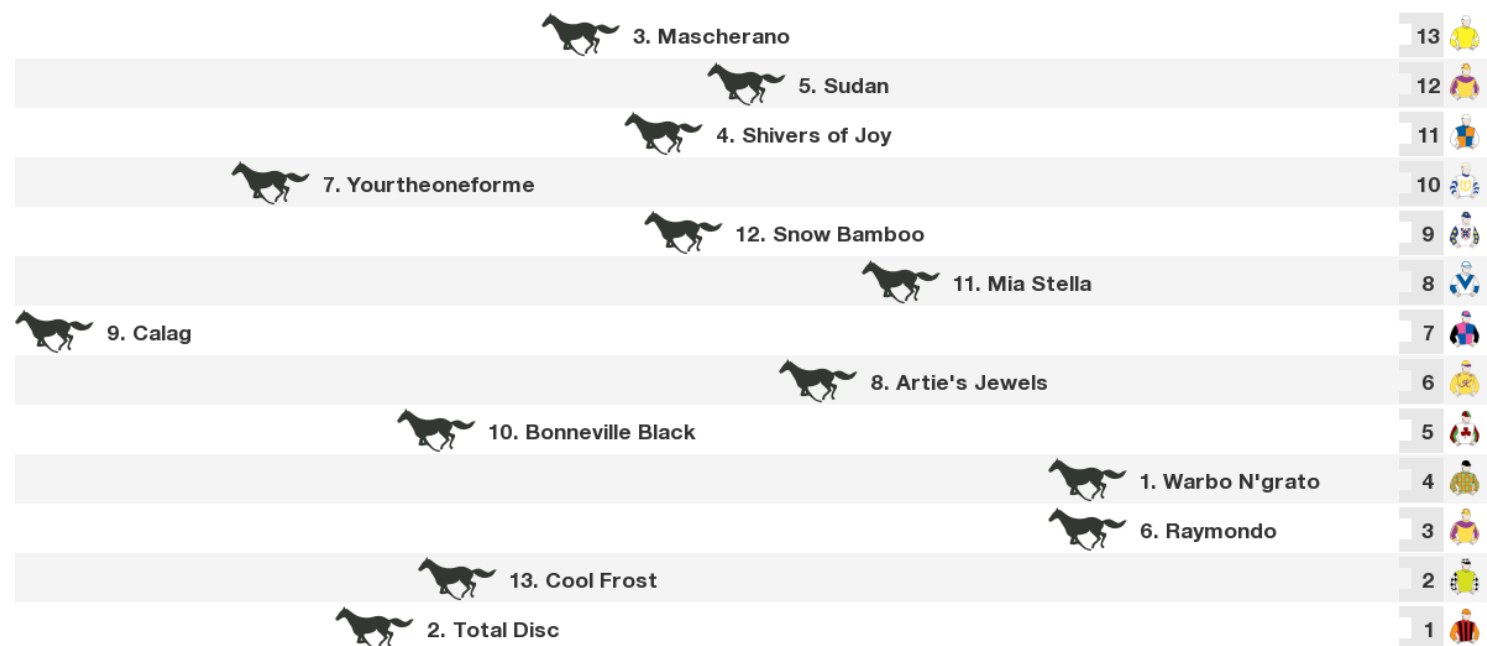 3. Mascherano 13
5. Sudan 12
4. Shivers of Joy 11
7. Yourtheoneforme 10
12. Snow Bamboo 9
11. Mia Stella 8
9. Calag 7
8. Artie's Jewels 6
10. Bonneville Black 5
1. Warbo N'grato 4
6. Raymondo 3
13. Cool Frost 2
2. Total Disc 1